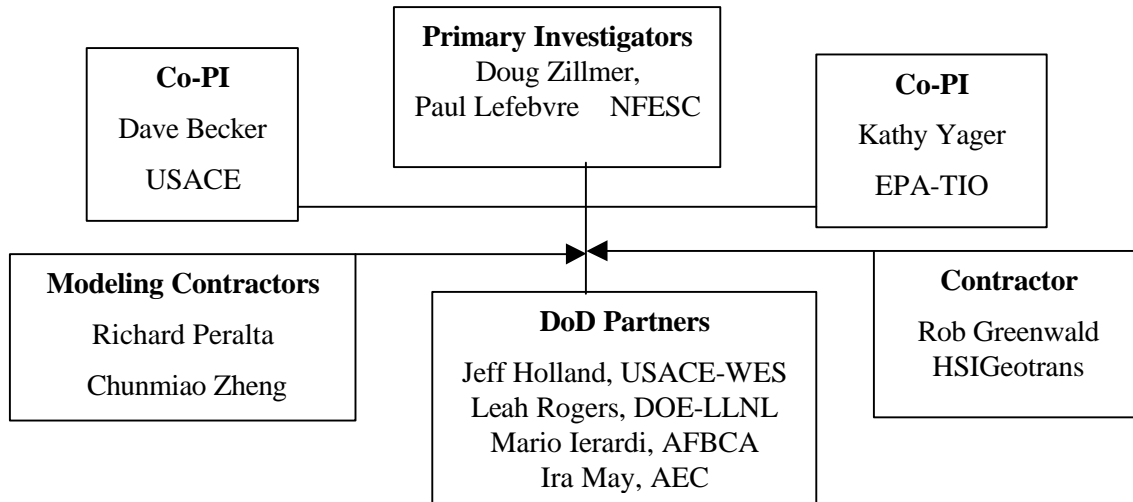 Primary Investigators
Doug Zillmer,
Paul Lefebvre NFESC
Co-PI
Dave Becker
USACE
Co-PI
Kathy Yager
EPA-TIO
Modeling Contractors
Richard Peralta
Chunmiao Zheng
DoD Partners
Jeff Holland, USACE-WES
Leah Rogers, DOE-LLNL
Mario Ierardi, AFBCA
Ira May, AEC
Contractor
Rob Greenwald
HSIGeotrans